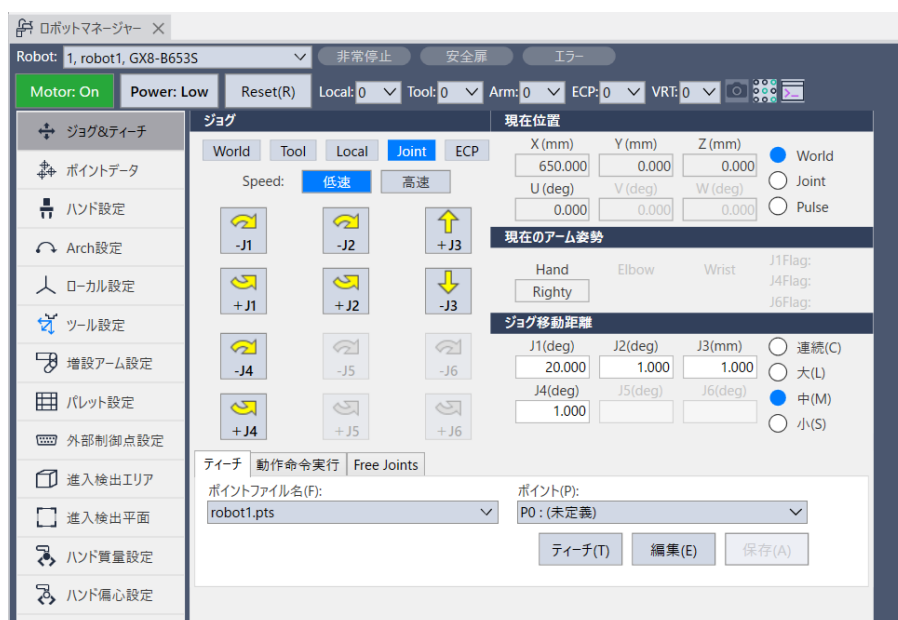 ロボットマネージャー
Robot: 1, robot1, GX8-B653S 非常停止 安全扉 エラー
Motor: On Power: Low Reset(R) Local: 0 Tool: 0 Arm: 0 ECP: 0 VRT: 0
ジョグ&ティーチ
ポイントデータ
ハンド設定
Arch設定
ローカル設定
ツール設定
増設アーム設定
パレット設定
外部制御点設定
進入検出エリア
進入検出平面
ハンド質量設定
ハンド偏心設定
ジョグ
World Tool Local Joint ECP
Speed: 低速 高速
-J1 -J2 +J3
+J1 +J2 -J3
-J4 -J5 -J6
+J4 +J5 +J6
現在位置
X (mm) Y (mm) Z (mm)
650.000 0.000 0.000
U (deg) V (deg) W (deg)
0.000 0.000 0.000
World
Joint
Pulse
現在のアーム姿勢
Hand Elbow Wrist
Righty
J1Flag:
J4Flag:
J6Flag:
ジョグ移動距離
J1(deg) J2(deg) J3(mm)
20.000 1.000 1.000
J4(deg) J5(deg) J6(deg)
1.000
連続(C)
大(L)
中(M)
小(S)
ティーチ 動作命令実行 Free Joints
ポイントファイル名(F): ポイント(P):
robot1.pts P0 : (未定義)
ティーチ(T) 編集(E) 保存(A)